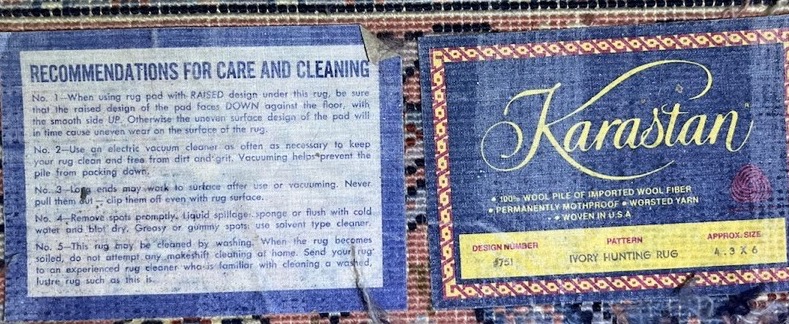 RECOMMENDATIONS FOR CARE AND CLEANING
No. 1—When using rug pad with RAISED design under this rug, be sure
that the raised design of the pad faces DOWN against the floor, with
the smooth side UP. Otherwise the uneven surface design of the pad will
in time cause uneven wear on the surface of the rug.
No. 2—Use an electric vacuum cleaner as often as necessary to keep
your rug clean and free from dirt and grit. Vacuuming helps prevent the
pile from packing down.
No. 3—Long ends may work to surface after use or vacuuming. Never
pull them out — clip them off even with rug surface.
No. 4—Remove spots promptly. Liquid spillage: sponge or flush with cold
water and blot dry. Greasy or gummy spots: use solvent type cleaner.
No. 5—This rug may be cleaned by washing. When the rug becomes
soiled, do not attempt any makeshift cleaning at home. Send your rug
to an experienced rug cleaner who is familiar with cleaning a washed,
lustre rug such as this is.
Karastan
• 100% WOOL PILE OF IMPORTED WOOL FIBER
• PERMANENTLY MOTHPROOF • WORSTED YARN
• WOVEN IN U.S.A
DESIGN NUMBER PATTERN APPROX. SIZE
#751 IVORY HUNTING RUG 4.3 X 6